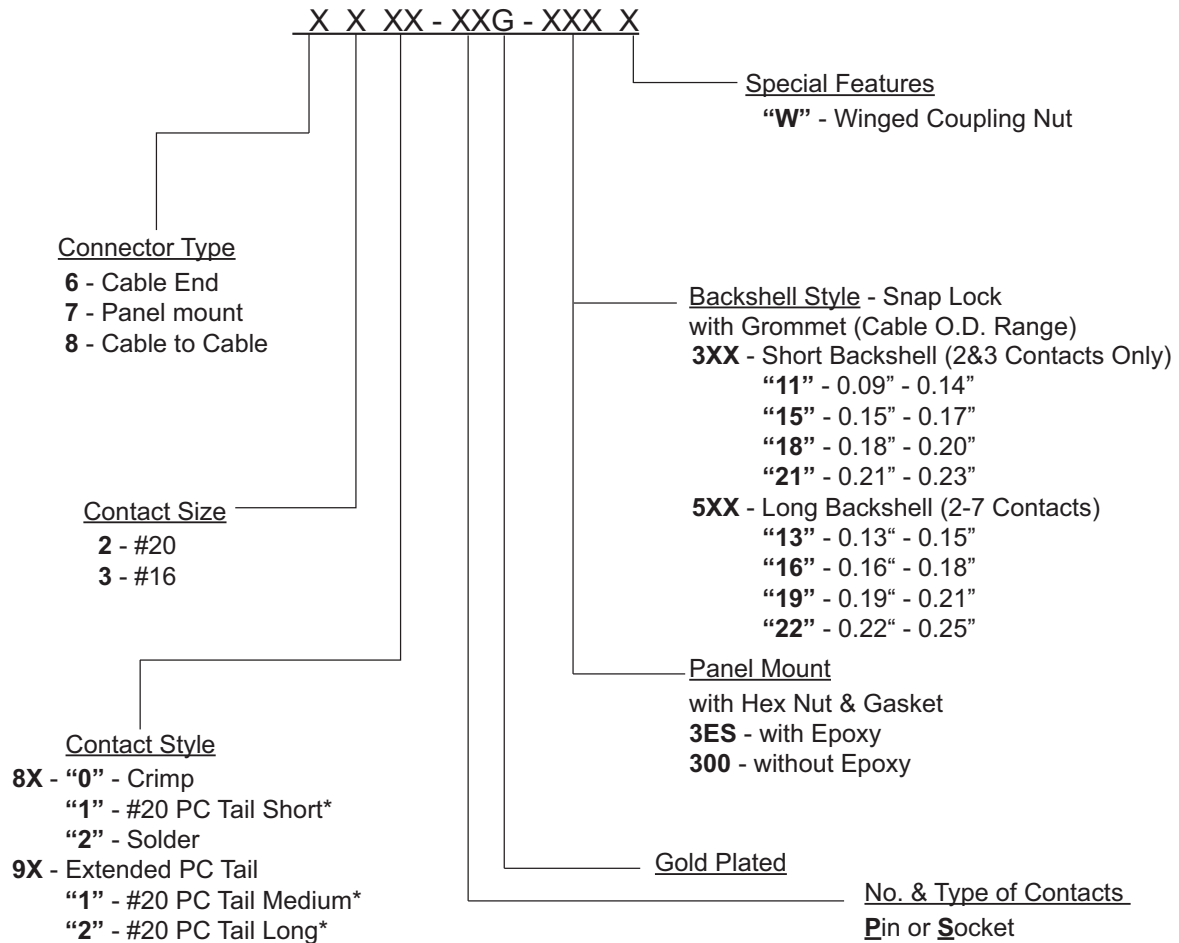 X X XX - XXG - XXX X
Special Features
“W” - Winged Coupling Nut
Connector Type
6 - Cable End
7 - Panel mount
8 - Cable to Cable
Backshell Style - Snap Lock
with Grommet (Cable O.D. Range)
3XX - Short Backshell (2&3 Contacts Only)
“11” - 0.09” - 0.14”
“15” - 0.15” - 0.17”
“18” - 0.18” - 0.20”
“21” - 0.21” - 0.23”
5XX - Long Backshell (2-7 Contacts)
“13” - 0.13“ - 0.15”
“16” - 0.16“ - 0.18”
“19” - 0.19“ - 0.21”
“22” - 0.22“ - 0.25”
Contact Size
2 - #20
3 - #16
Panel Mount
with Hex Nut & Gasket
3ES - with Epoxy
300 - without Epoxy
Contact Style
8X - “0” - Crimp
“1” - #20 PC Tail Short*
“2” - Solder
9X - Extended PC Tail
“1” - #20 PC Tail Medium*
“2” - #20 PC Tail Long*
Gold Plated
No. & Type of Contacts
Pin or Socket